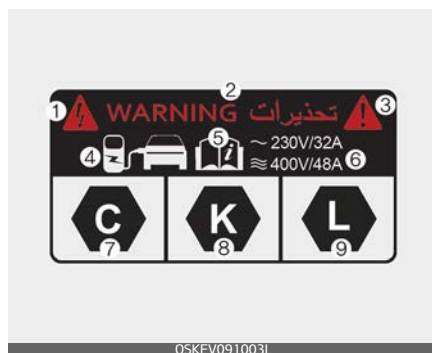 ② 
① WARNING تحذيرات ③
④ ⑤ i ~ 230V/32A
≋ 400V/48A ⑥
C K L
⑦ ⑧ ⑨
OSKEV091003L